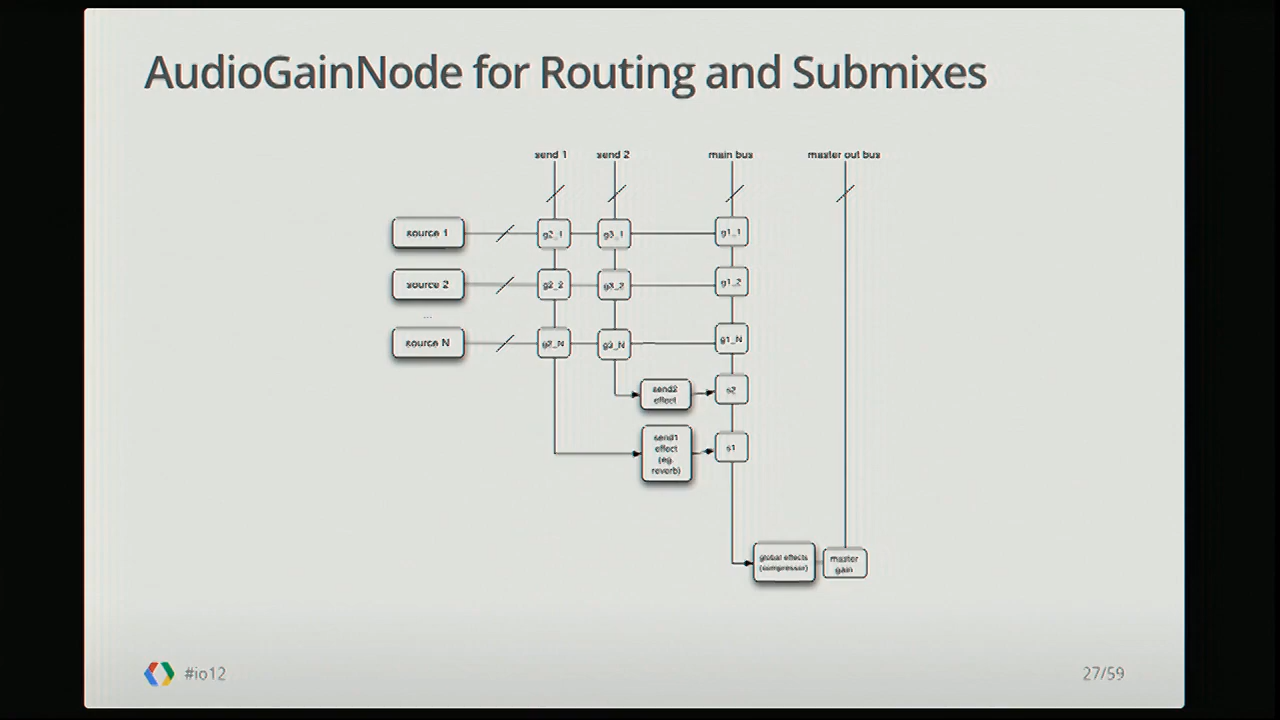 AudioGainNode for Routing and Submixes
send 1
send 2
main bus
master out bus
source 1
g2_1
g3_1
g1_1
source 2
g2_2
g3_2
g1_2
...
source N
g2_N
g3_N
g1_N
send2
effect
s2
send1
effect
(eg.
reverb)
s1
global effects
(compressor)
master
gain
#io12
27/59